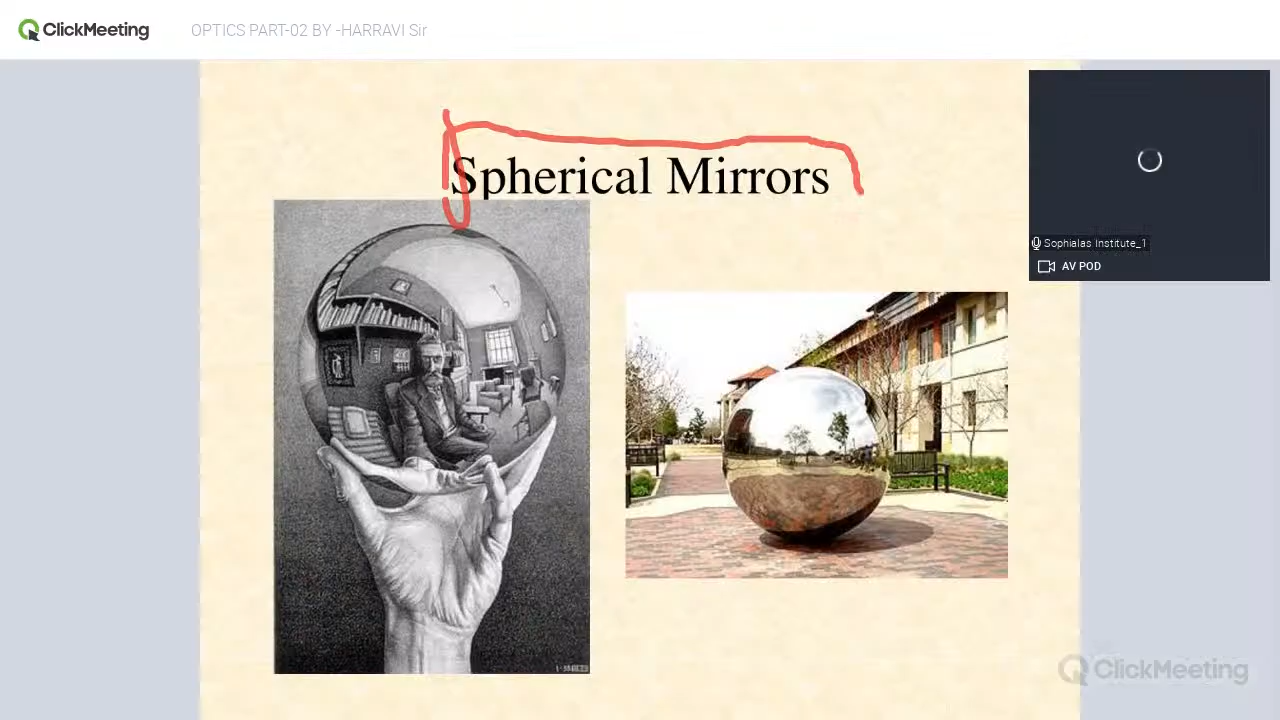 ClickMeeting
OPTICS PART-02 BY -HARRAVI Sir
Spherical Mirrors
Sophialas Institute_1
AV POD
ClickMeeting